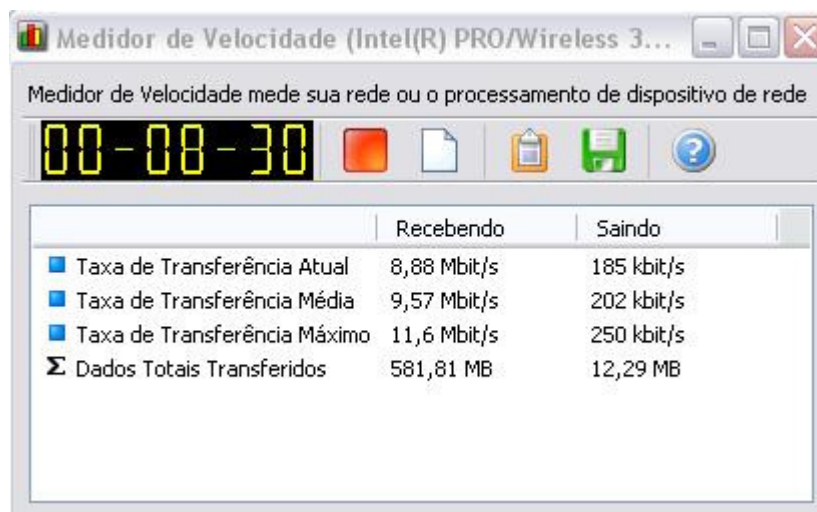 Medidor de Velocidade (Intel(R) PRO/Wireless 3...
Medidor de Velocidade mede sua rede ou o processamento de dispositivo de rede
00-08-30
Recebendo Saindo
Taxa de Transferência Atual 8,88 Mbit/s 185 kbit/s
Taxa de Transferência Média 9,57 Mbit/s 202 kbit/s
Taxa de Transferência Máximo 11,6 Mbit/s 250 kbit/s
Σ Dados Totais Transferidos 581,81 MB 12,29 MB